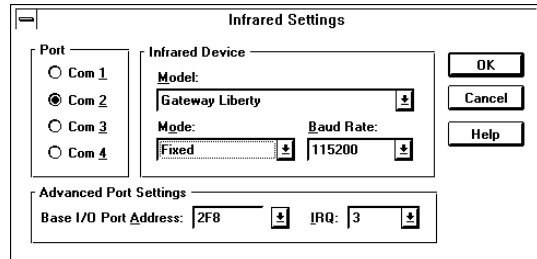 Infrared Settings
Port
Com 1
Com 2
Com 3
Com 4
Infrared Device
Model:
Gateway Liberty
Mode:
Baud Rate:
Fixed
115200
OK
Cancel
Help
Advanced Port Settings
Base I/O Port Address: 2F8 IRQ: 3